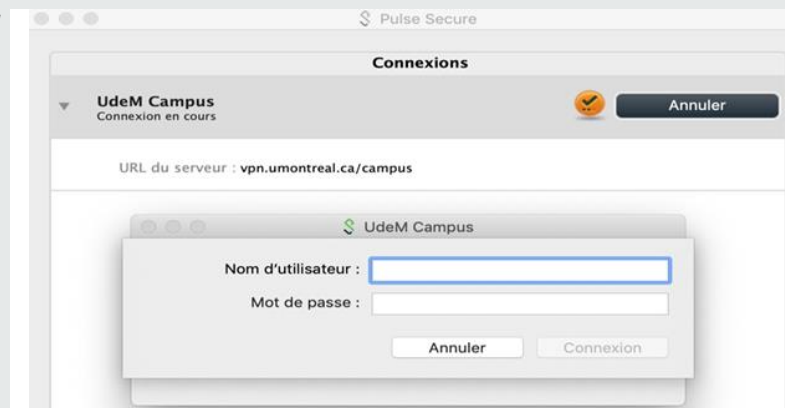 Pulse Secure
Connexions
UdeM Campus
Connexion en cours
Annuler
URL du serveur : vpn.umontreal.ca/campus
UdeM Campus
Nom d'utilisateur :
Mot de passe :
Annuler
Connexion